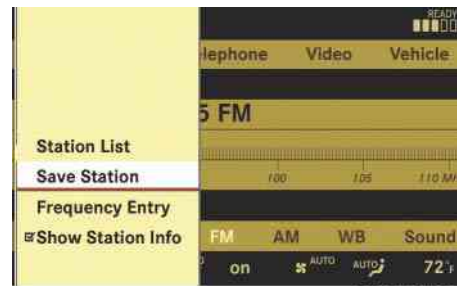 READY
elephone Video Vehicle
5 FM
Station List
Save Station
100 105 110 MH
Frequency Entry
Show Station Info
FM AM WB Sound
on AUTO AUTO 72°F